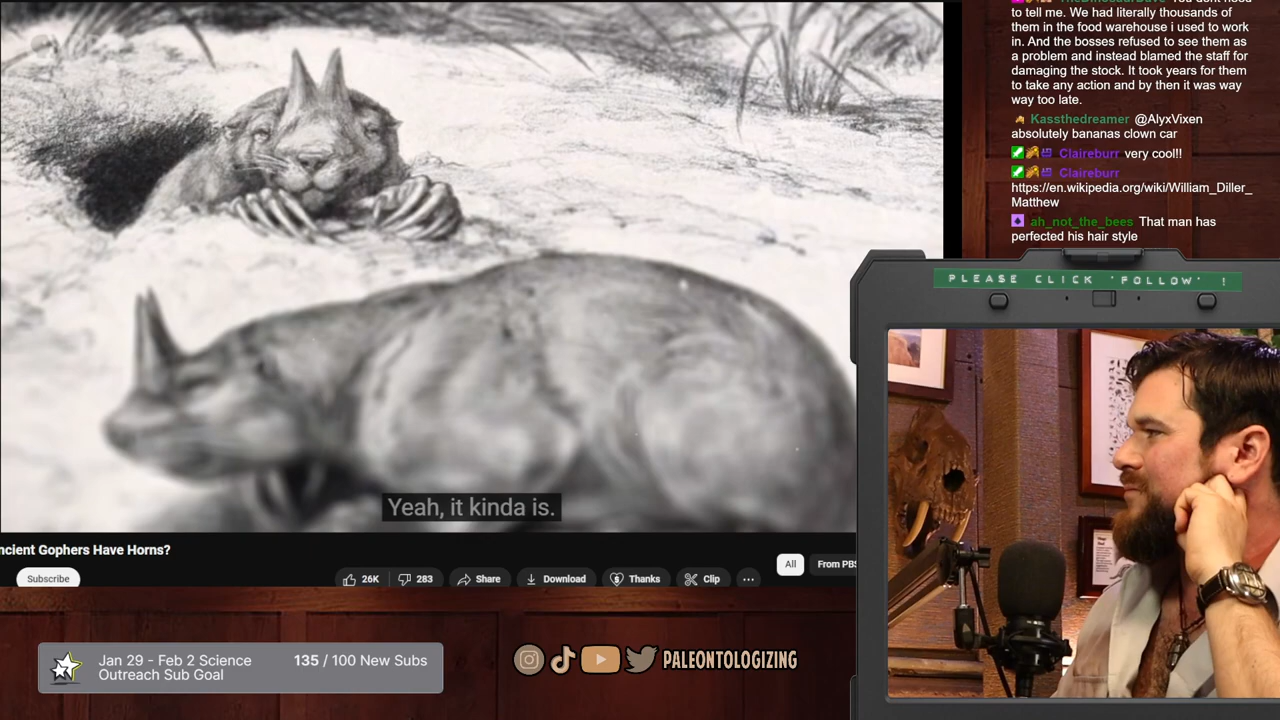 to tell me. We had literally thousands of
them in the food warehouse i used to work
in. And the bosses refused to see them as
a problem and instead blamed the staff for
damaging the stock. It took years for them
to take any action and by then it was way
way too late.
Kassthedreamer @AlyxVixen
absolutely bananas clown car
Claireburr very cool!!
Claireburr
https://en.wikipedia.org/wiki/William_Diller_
Matthew
ah_not_the_bees That man has
perfected his hair style
PLEASE CLICK "FOLLOW" !
Yeah, it kinda is.
ncient Gophers Have Horns?
Subscribe
26K
283
Share
Download
Thanks
Clip
All
From PBS
Jan 29 - Feb 2 Science
Outreach Sub Goal
135 / 100 New Subs
PALEONTOLOGIZING